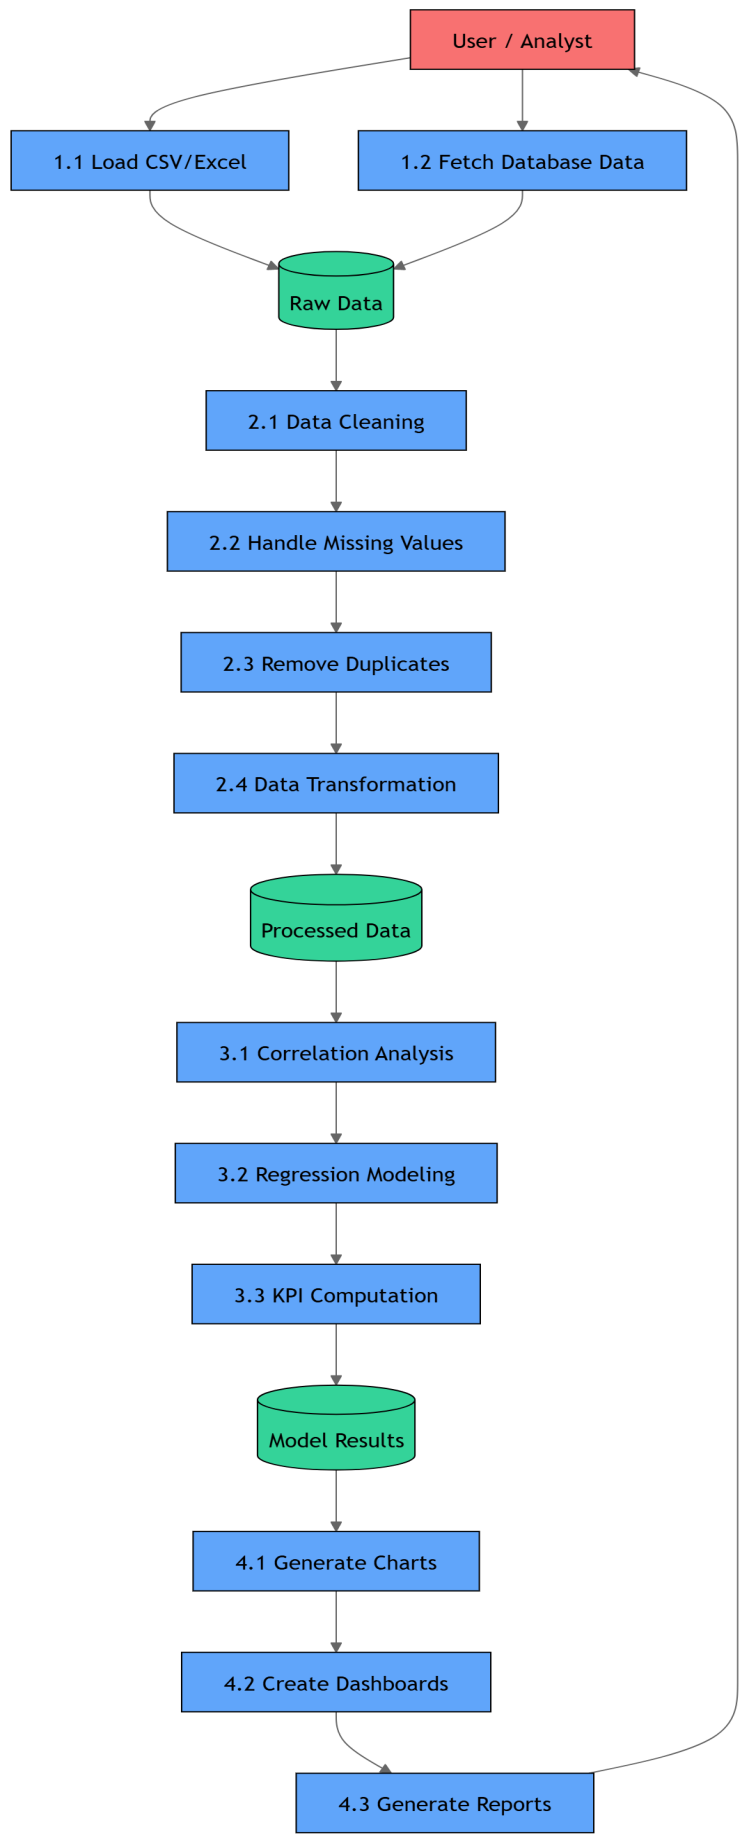 User / Analyst
1.1 Load CSV/Excel
1.2 Fetch Database Data
Raw Data
2.1 Data Cleaning
2.2 Handle Missing Values
2.3 Remove Duplicates
2.4 Data Transformation
Processed Data
3.1 Correlation Analysis
3.2 Regression Modeling
3.3 KPI Computation
Model Results
4.1 Generate Charts
4.2 Create Dashboards
4.3 Generate Reports